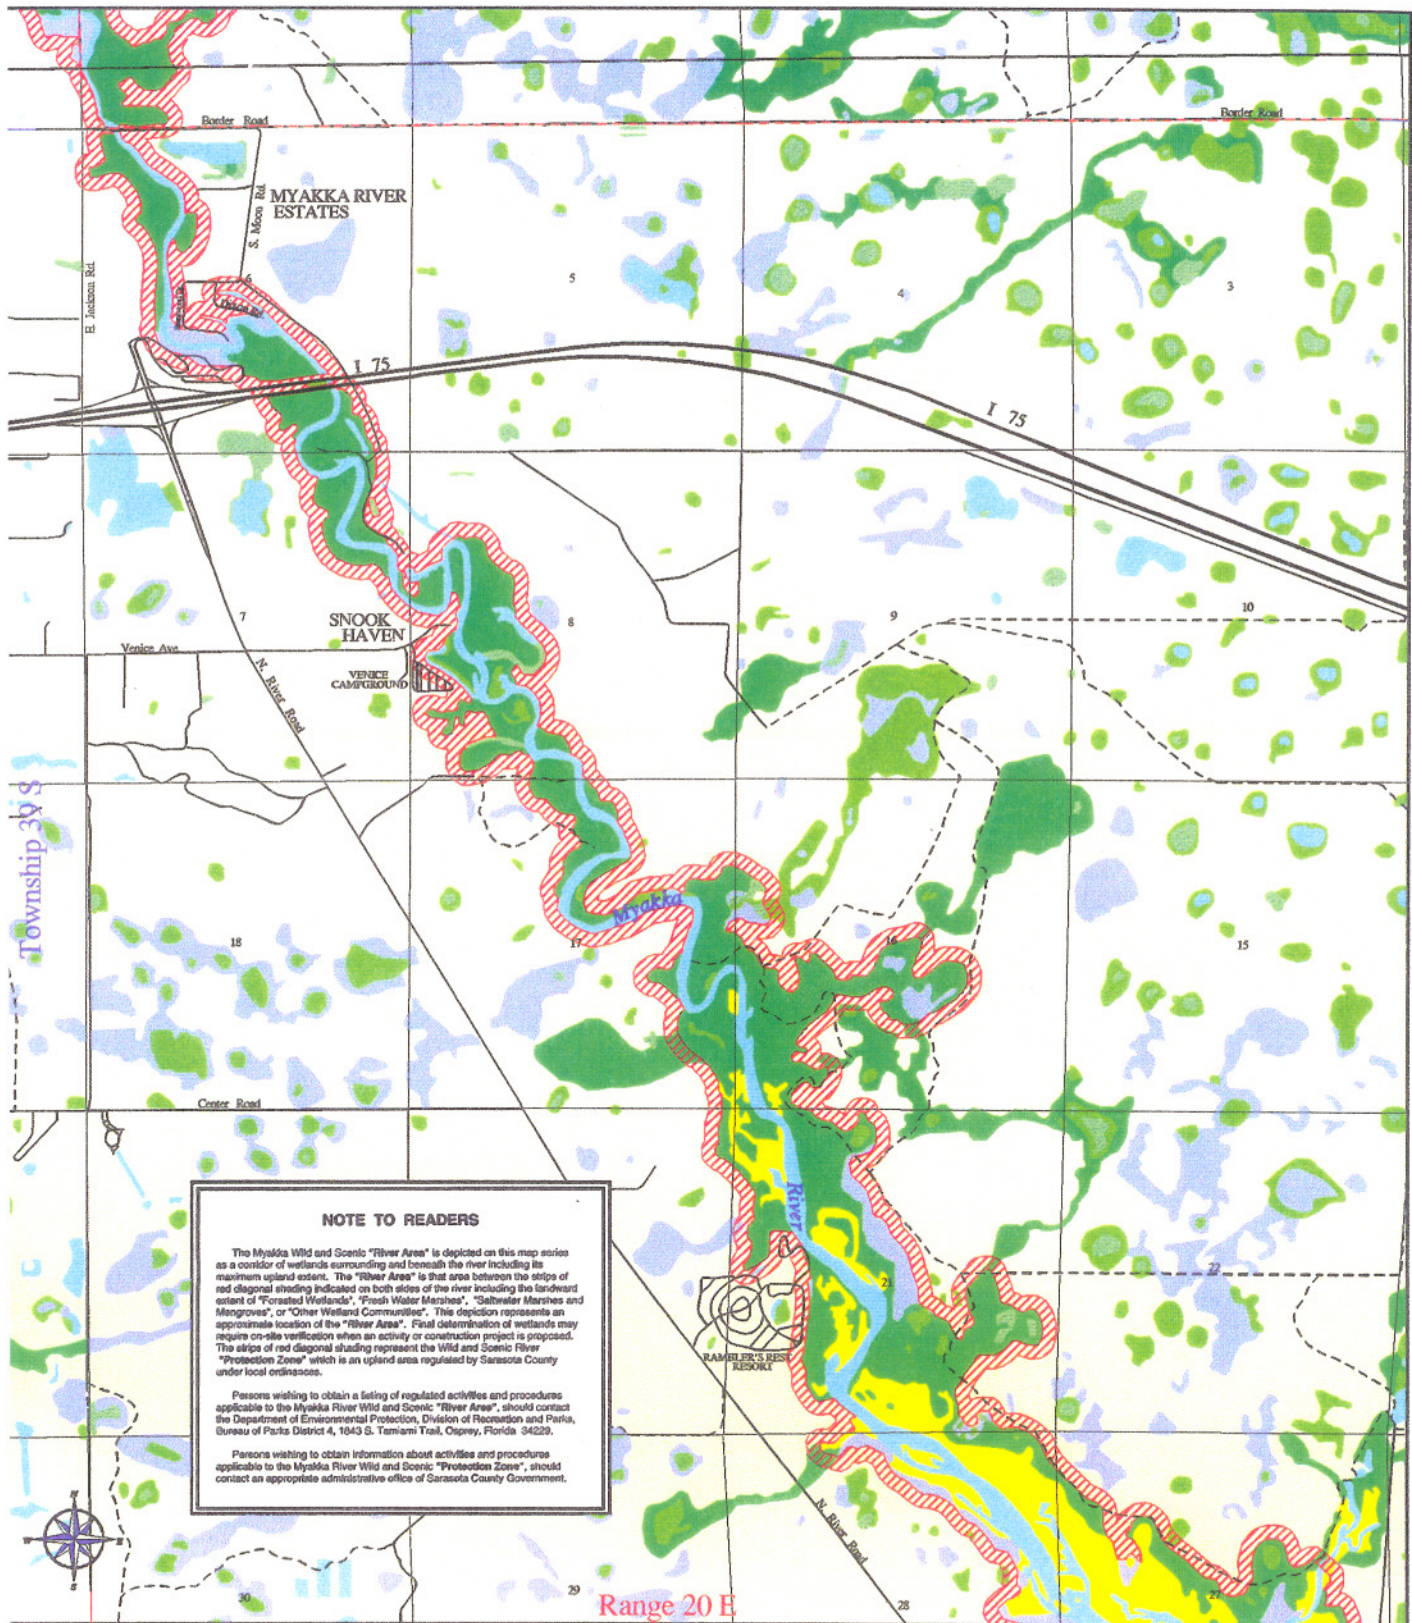 Border Road
Border Road
MYAKKA RIVER
ESTATES
S. Moon Rd.
E. Jackson Rd.
6
5
4
3
Dixon Rd
I 75
I 75
7
SNOOK
HAVEN
8
9
10
Venice Ave.
VENICE
CAMPGROUND
N. River Road
Township 39 S
Myakka
18
17
16
15
Center Road
River
21
22
RAMBLER'S REST
RESORT
NOTE TO READERS
The Myakka Wild and Scenic "River Area" is depicted on this map series
as a corridor of wetlands surrounding and beneath the river including its
maximum upland extent. The "River Area" is that area between the strips of
red diagonal shading indicated on both sides of the river including the landward
extent of "Forested Wetlands", "Fresh Water Marshes", "Saltwater Marshes and
Mangroves", or "Other Wetland Communities". This depiction represents an
approximate location of the "River Area". Final determination of wetlands may
require on-site verification when an activity or construction project is proposed.
The strips of red diagonal shading represent the Wild and Scenic River
"Protection Zone" which is an upland area regulated by Sarasota County
under local ordinances.
Persons wishing to obtain a listing of regulated activities and procedures
applicable to the Myakka River Wild and Scenic "River Area", should contact
the Department of Environmental Protection, Division of Recreation and Parks,
Bureau of Parks District 4, 1843 S. Tamiami Trail, Osprey, Florida 34229.
Persons wishing to obtain information about activities and procedures
applicable to the Myakka River Wild and Scenic "Protection Zone", should
contact an appropriate administrative office of Sarasota County Government.
N
W
E
S
N. River Road
30
29
28
27
Range 20 E